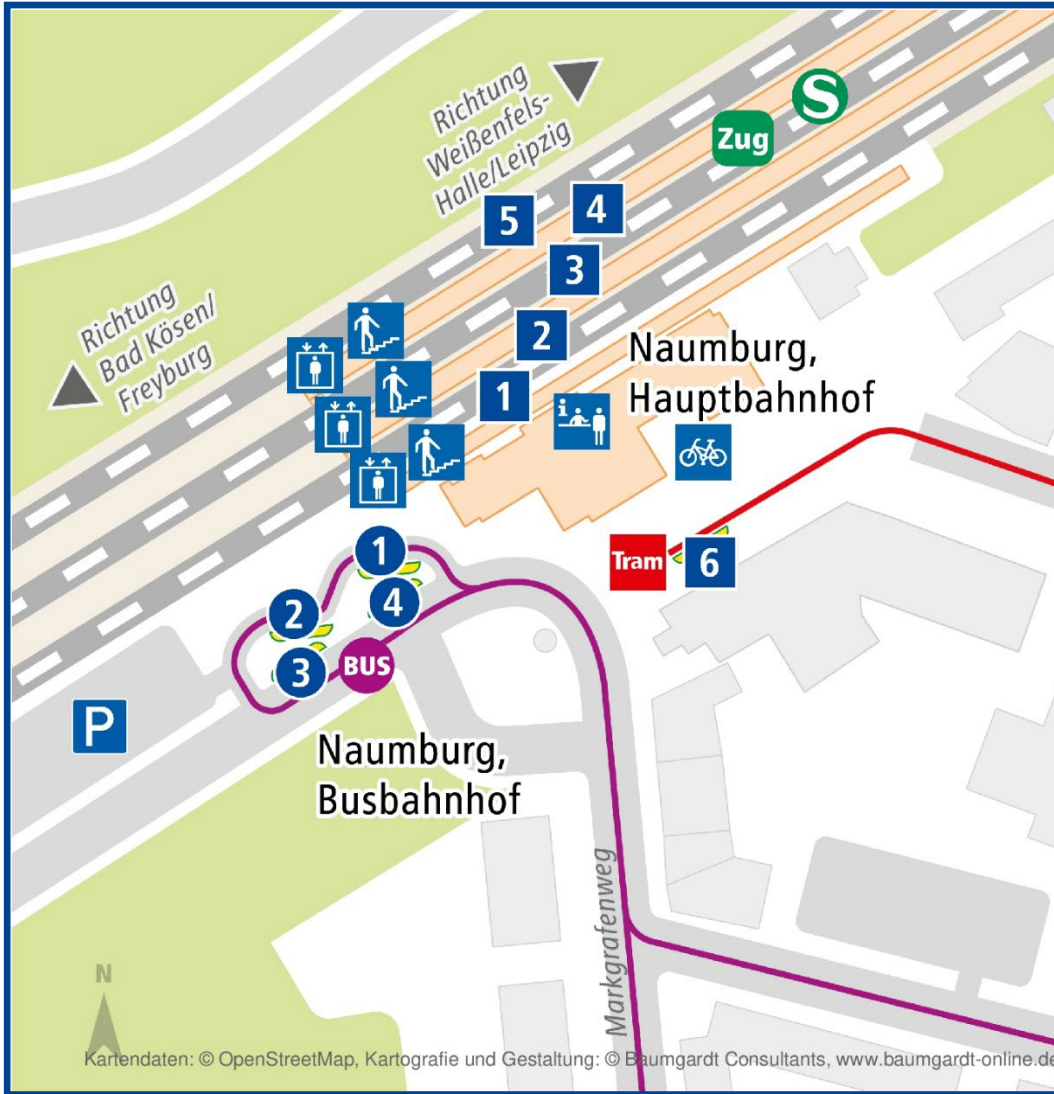 Richtung
Weißenfels-
Halle/Leipzig
S
Zug
5
4
3
2
1
Richtung
Bad Kösen/
Freyburg
Naumburg,
Hauptbahnhof
i
Tram
6
1
4
2
3
BUS
P
Naumburg,
Busbahnhof
Markgrafenweg
N
Kartendaten: © OpenStreetMap, Kartografie und Gestaltung: © Baumgardt Consultants, www.baumgardt-online.de